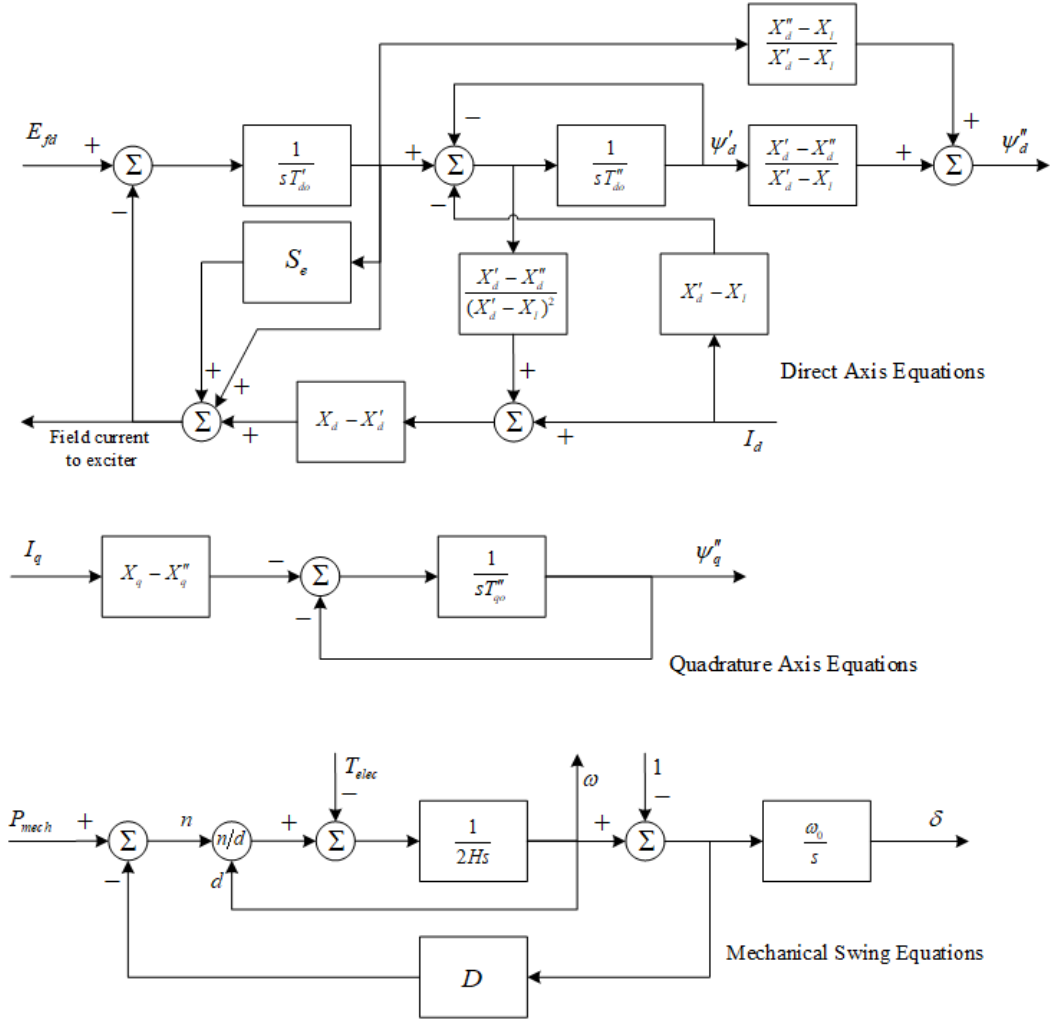 X″_d − X_l
X′_d − X_l
E_fd
+
−
Σ
1
sT′_do
+
−
−
Σ
1
sT″_do
ψ′_d
X′_d − X″_d
X′_d − X_l
+
+
Σ
ψ″_d
S_e
X′_d − X″_d
(X′_d − X_l)²
X′_d − X_l
Direct Axis Equations
+
+
+
Σ
X_d − X′_d
+
Σ
+
I_d
Field current
to exciter
I_q
X_q − X″_q
−
−
Σ
1
sT″_qo
ψ″_q
Quadrature Axis Equations
P_mech
+
−
Σ
n
n/d
d
+
T_elec
−
Σ
1
2Hs
ω
+
1
−
Σ
ω_0
s
δ
D
Mechanical Swing Equations